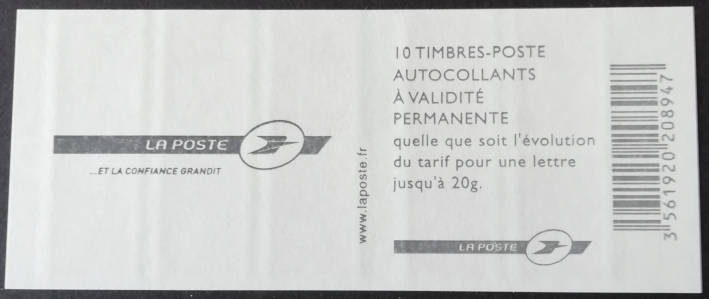 LA POSTE
...ET LA CONFIANCE GRANDIT
www.laposte.fr
10 TIMBRES-POSTE
AUTOCOLLANTS
À VALIDITÉ
PERMANENTE
quelle que soit l'évolution
du tarif pour une lettre
jusqu'à 20g.
LA POSTE
3 561920 208947